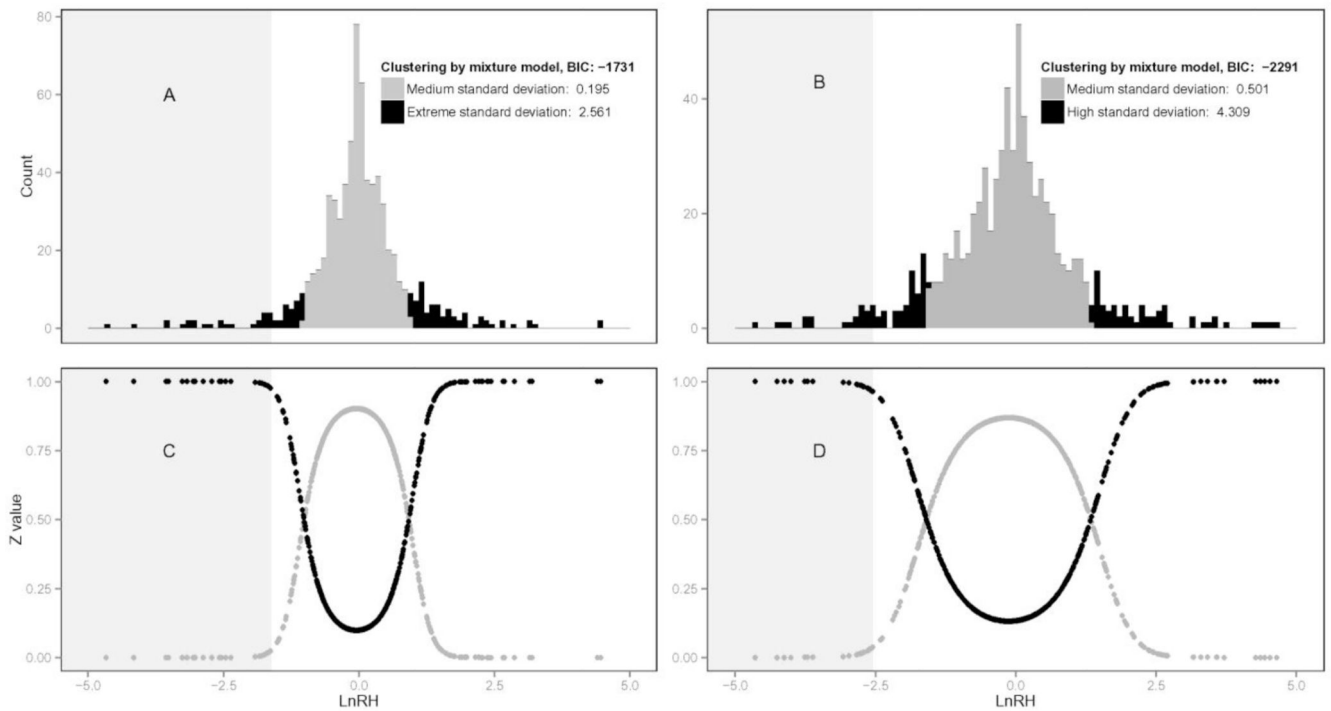 80
60
40
20
0
Count
A
Clustering by mixture model, BIC: −1731
Medium standard deviation: 0.195
Extreme standard deviation: 2.561
40
20
0
B
Clustering by mixture model, BIC: −2291
Medium standard deviation: 0.501
High standard deviation: 4.309
1.00
0.75
0.50
0.25
0.00
Z value
C
−5.0 −2.5 0.0 2.5 5.0
LnRH
1.00
0.75
0.50
0.25
0.00
D
−5.0 −2.5 0.0 2.5 5.0
LnRH